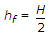 h_f = H/2